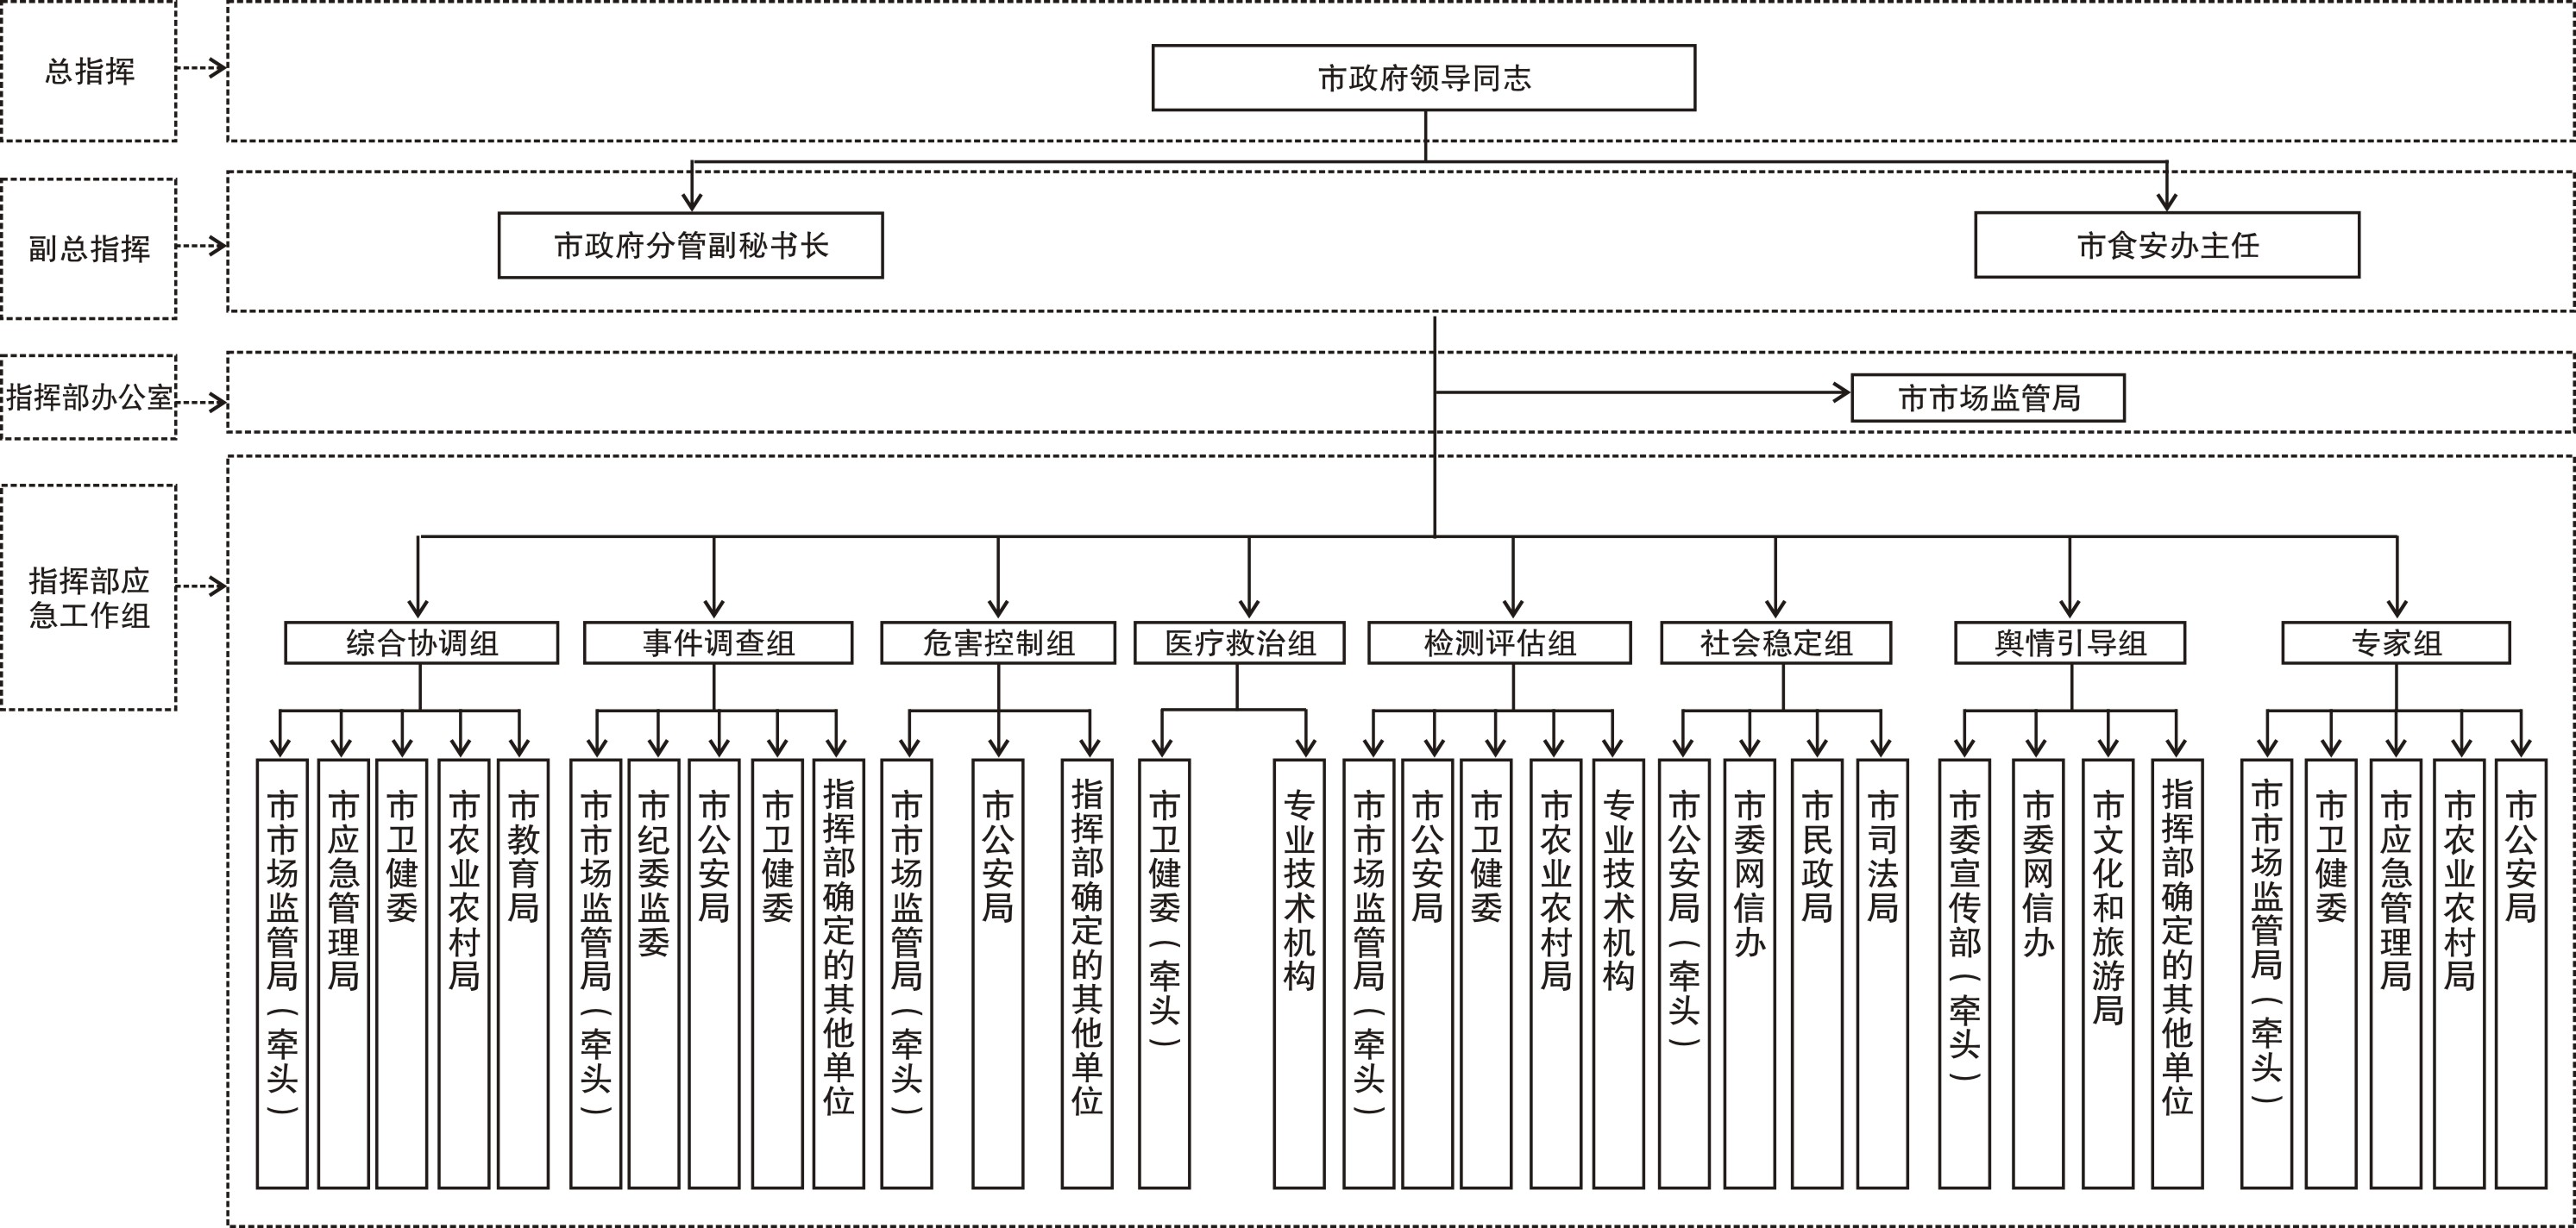 总指挥
市政府领导同志
副总指挥
市政府分管副秘书长
市食安办主任
指挥部办公室
市市场监管局
指挥部应
急工作组
综合协调组
事件调查组
危害控制组
医疗救治组
检测评估组
社会稳定组
舆情引导组
专家组
市市场监管局（牵头）
市应急管理局
市卫健委
市农业农村局
市教育局
市市场监管局（牵头）
市纪委监委
市公安局
市卫健委
指挥部确定的其他单位
市市场监管局（牵头）
市公安局
指挥部确定的其他单位
市卫健委（牵头）
专业技术机构
市市场监管局（牵头）
市公安局
市卫健委
市农业农村局
专业技术机构
市公安局（牵头）
市委网信办
市民政局
市司法局
市委宣传部（牵头）
市委网信办
市文化和旅游局
指挥部确定的其他单位
市市场监管局（牵头）
市卫健委
市应急管理局
市农业农村局
市公安局